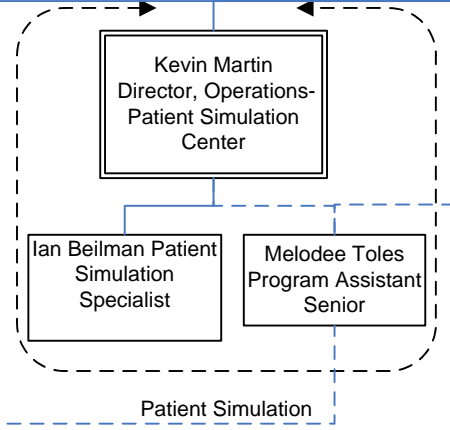 Kevin Martin
Director, Operations-
Patient Simulation
Center
Ian Beilman Patient
Simulation
Specialist
Melodee Toles
Program Assistant
Senior
Patient Simulation